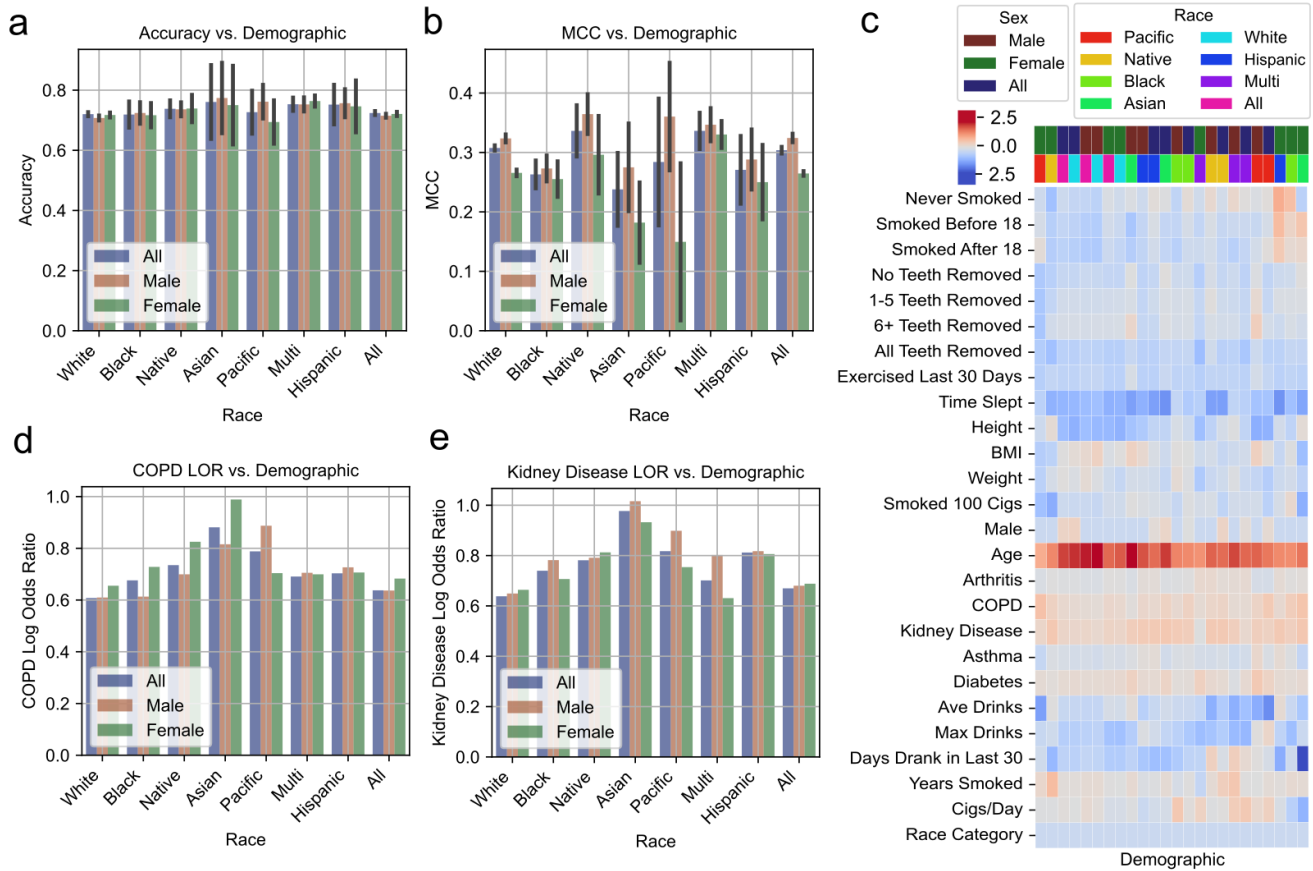 a
Accuracy vs. Demographic
Accuracy
0.8
0.6
0.4
0.2
0.0
All
Male
Female
White
Black
Native
Asian
Pacific
Multi
Hispanic
All
Race
b
MCC vs. Demographic
MCC
0.4
0.3
0.2
0.1
0.0
All
Male
Female
White
Black
Native
Asian
Pacific
Multi
Hispanic
All
Race
c
Sex
Male
Female
All
Race
Pacific
Native
Black
Asian
White
Hispanic
Multi
All
2.5
0.0
2.5
Never Smoked
Smoked Before 18
Smoked After 18
No Teeth Removed
1-5 Teeth Removed
6+ Teeth Removed
All Teeth Removed
Exercised Last 30 Days
Time Slept
Height
BMI
Weight
Smoked 100 Cigs
Male
Age
Arthritis
COPD
Kidney Disease
Asthma
Diabetes
Ave Drinks
Max Drinks
Days Drank in Last 30
Years Smoked
Cigs/Day
Race Category
Demographic
d
COPD LOR vs. Demographic
COPD Log Odds Ratio
1.0
0.8
0.6
0.4
0.2
0.0
All
Male
Female
White
Black
Native
Asian
Pacific
Multi
Hispanic
All
Race
e
Kidney Disease LOR vs. Demographic
Kidney Disease Log Odds Ratio
1.0
0.8
0.6
0.4
0.2
0.0
All
Male
Female
White
Black
Native
Asian
Pacific
Multi
Hispanic
All
Race